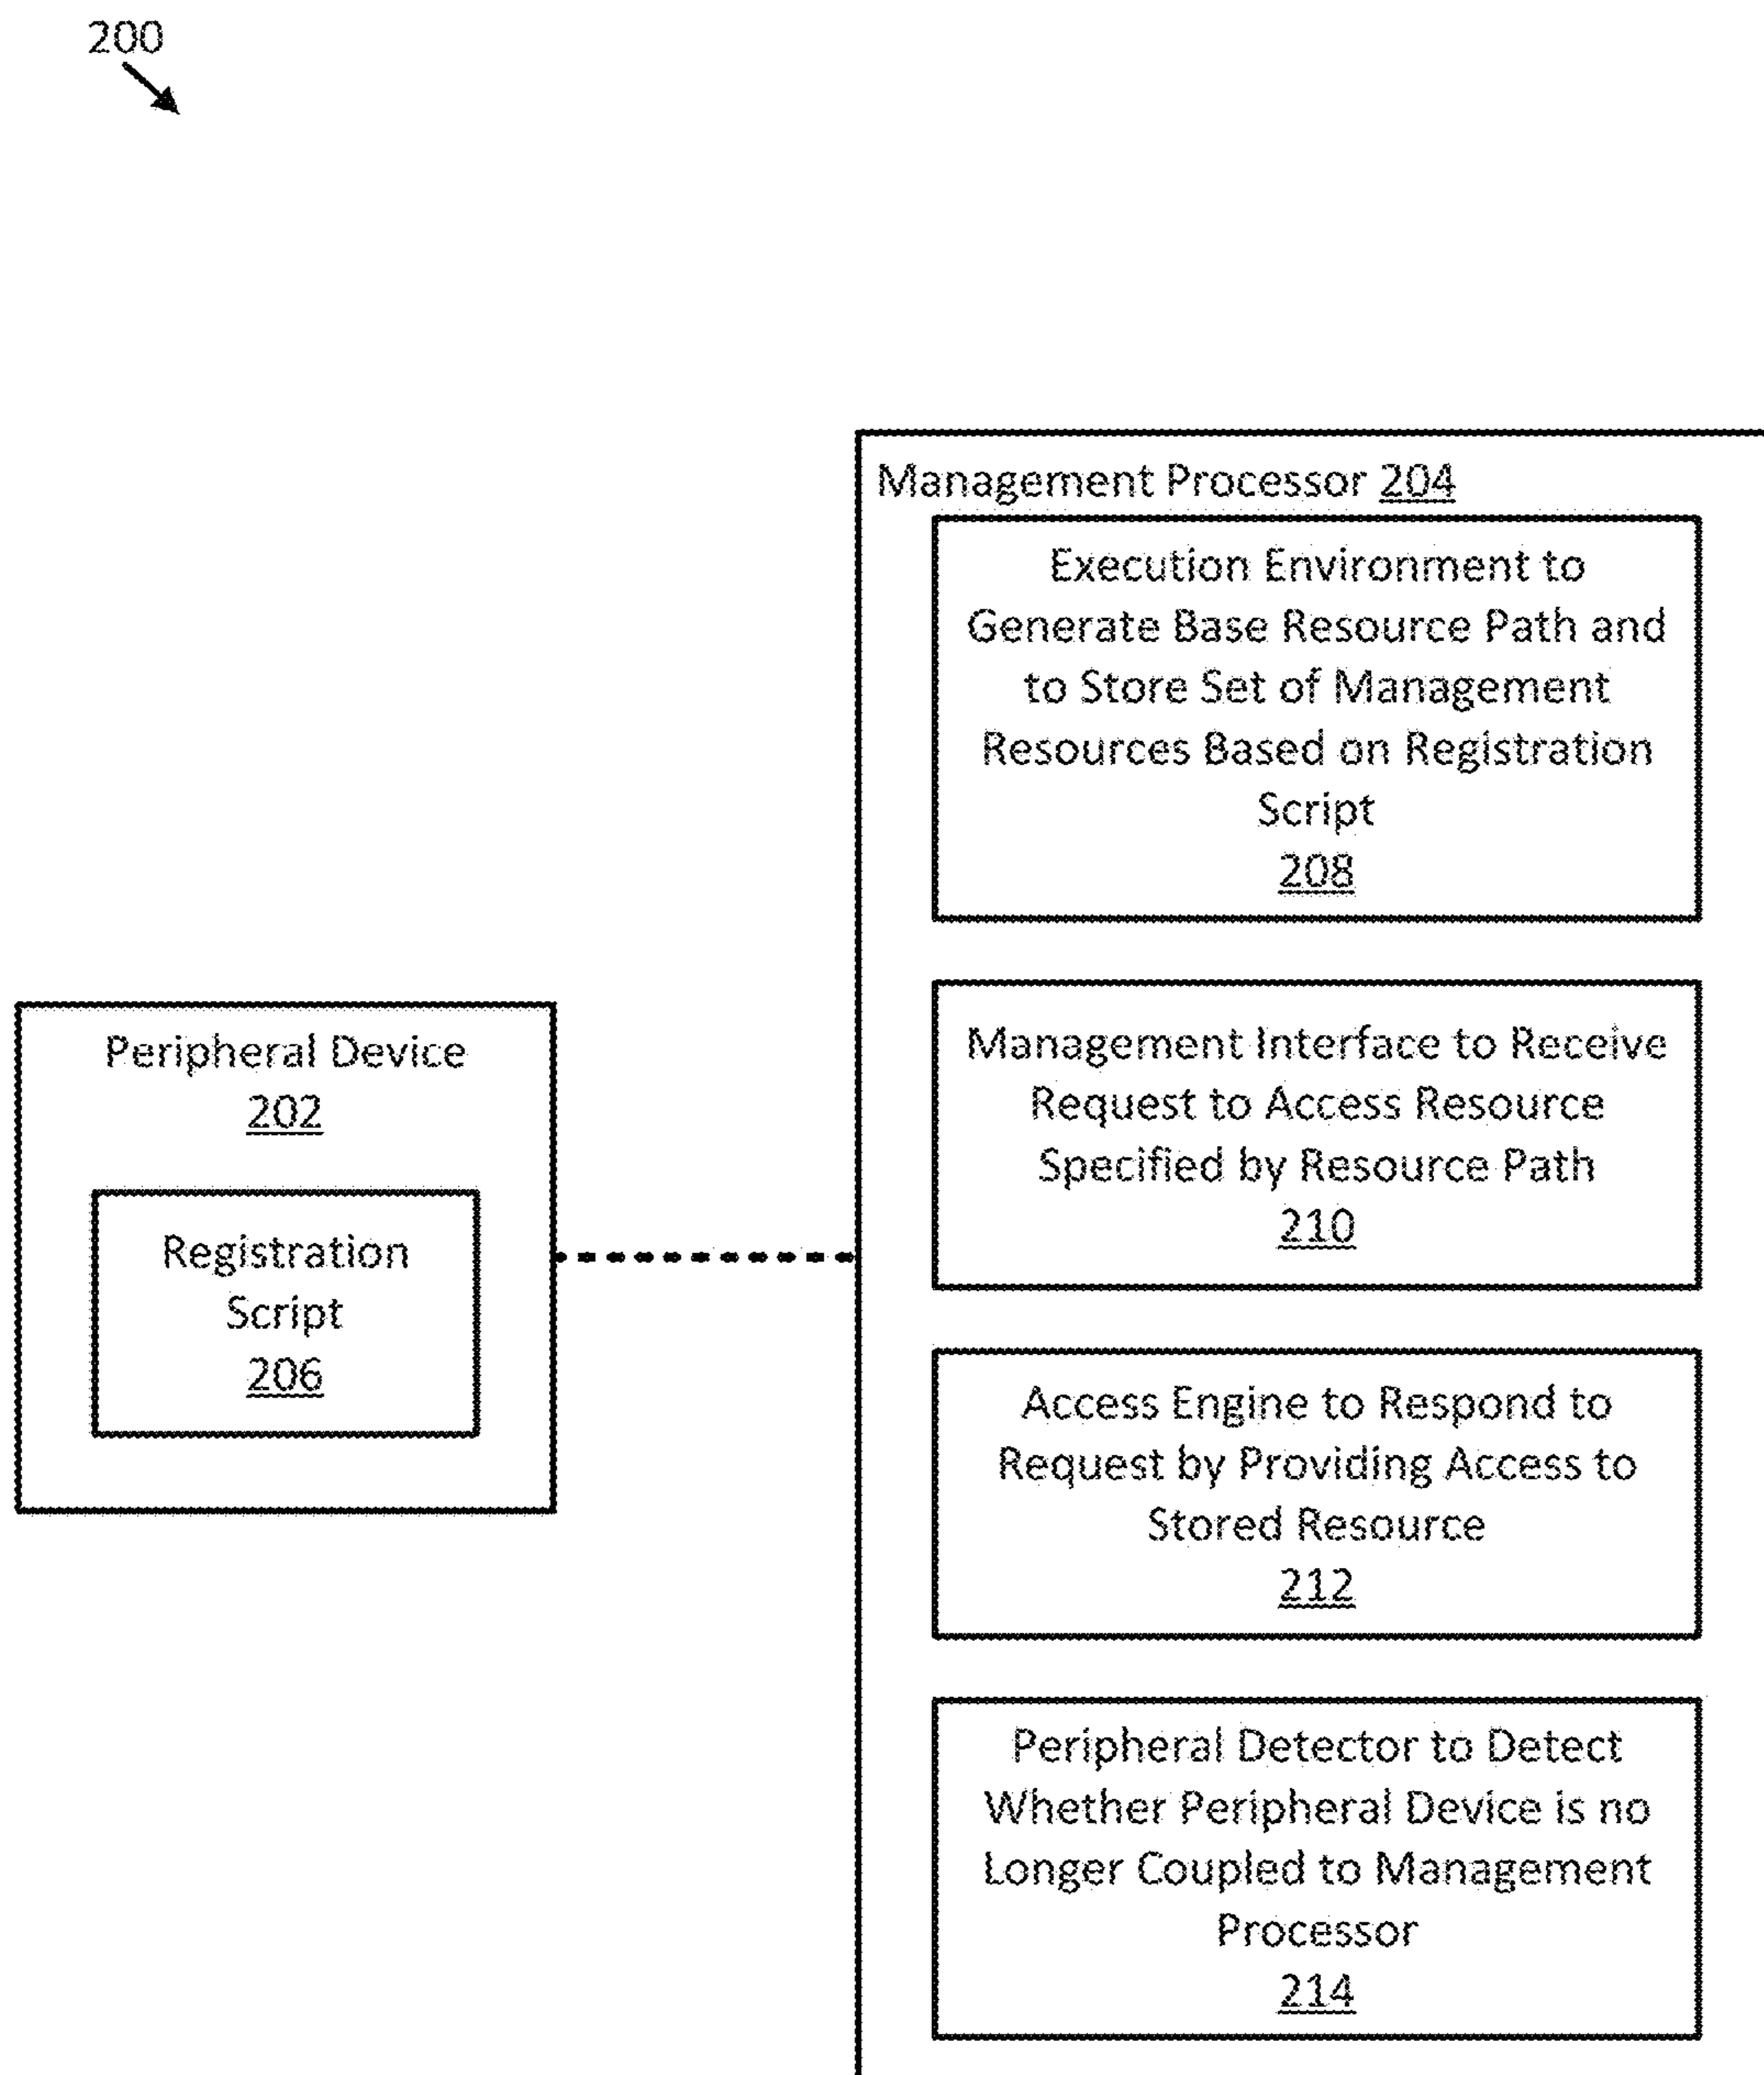 200
Management Processor 204
Execution Environment to
Generate Base Resource Path and
to Store Set of Management
Resources Based on Registration
Script
208
Management Interface to Receive
Request to Access Resource
Specified by Resource Path
210
Peripheral Device
202
Registration
Script
206
Access Engine to Respond to
Request by Providing Access to
Stored Resource
212
Peripheral Detector to Detect
Whether Peripheral Device is no
Longer Coupled to Management
Processor
214